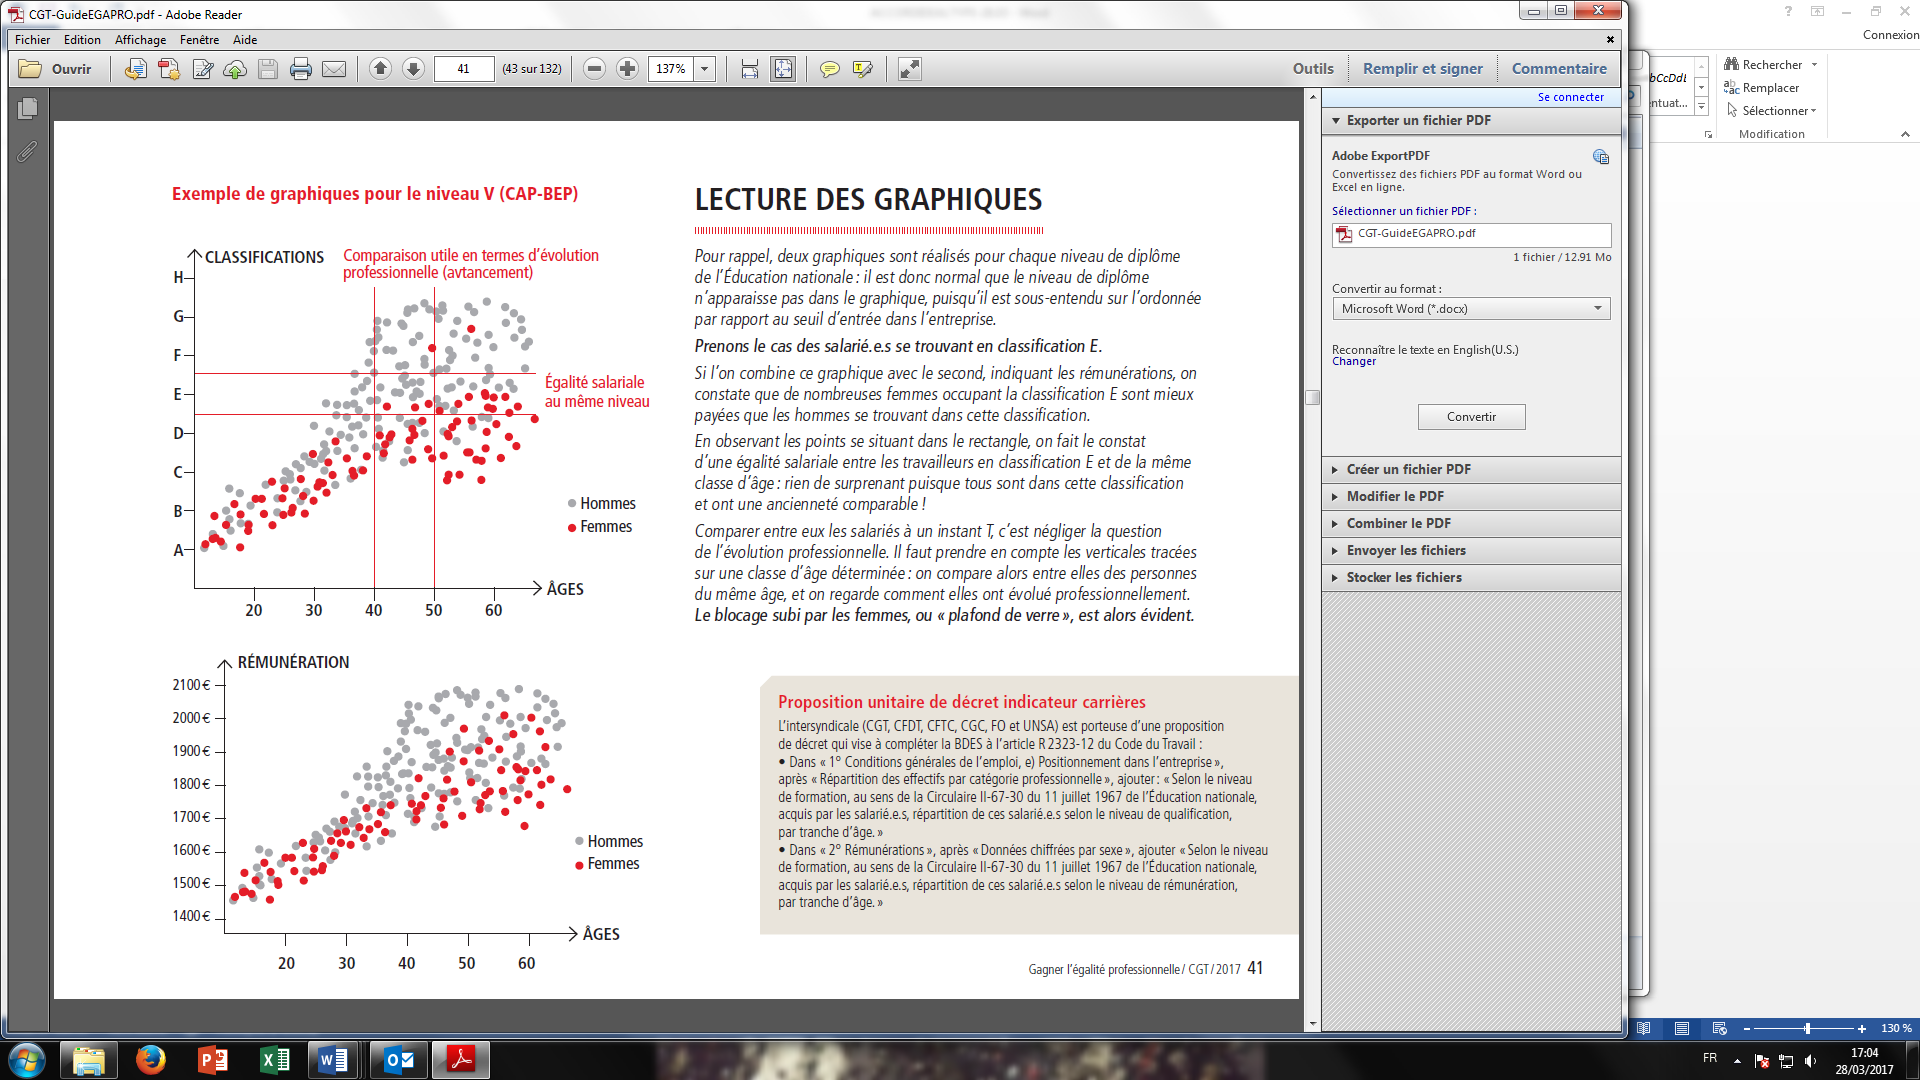 CGT-GuideEGAPRO.pdf - Adobe Reader
Fichier Edition Affichage Fenêtre Aide
Ouvrir
41
(43 sur 132)
137%
Outils
Remplir et signer
Commentaire
Connexion
Rechercher
Remplacer
Sélectionner
Modification
Exemple de graphiques pour le niveau V (CAP-BEP)
CLASSIFICATIONS
Comparaison utile en termes d'évolution
professionnelle (avtancement)
H
G
F
E
D
C
B
A
Égalité salariale
au même niveau
Hommes
Femmes
20 30 40 50 60
ÂGES
RÉMUNÉRATION
2100 €
2000 €
1900 €
1800 €
1700 €
1600 €
1500 €
1400 €
Hommes
Femmes
ÂGES
20 30 40 50 60
LECTURE DES GRAPHIQUES
Pour rappel, deux graphiques sont réalisés pour chaque niveau de diplôme
de l'Éducation nationale : il est donc normal que le niveau de diplôme
n'apparaisse pas dans le graphique, puisqu'il est sous-entendu sur l'ordonnée
par rapport au seuil d'entrée dans l'entreprise.
Prenons le cas des salarié.e.s se trouvant en classification E.
Si l'on combine ce graphique avec le second, indiquant les rémunérations, on
constate que de nombreuses femmes occupant la classification E sont mieux
payées que les hommes se trouvant dans cette classification.
En observant les points se situant dans le rectangle, on fait le constat
d'une égalité salariale entre les travailleurs en classification E et de la même
classe d'âge : rien de surprenant puisque tous sont dans cette classification
et ont une ancienneté comparable !
Comparer entre eux les salariés à un instant T, c'est négliger la question
de l'évolution professionnelle. Il faut prendre en compte les verticales tracées
sur une classe d'âge déterminée : on compare alors entre elles des personnes
du même âge, et on regarde comment elles ont évolué professionnellement.
Le blocage subi par les femmes, ou « plafond de verre », est alors évident.
Proposition unitaire de décret indicateur carrières
L'intersyndicale (CGT, CFDT, CFTC, CGC, FO et UNSA) est porteuse d'une proposition
de décret qui vise à compléter la BDES à l'article R 2323-12 du Code du Travail :
• Dans « 1° Conditions générales de l'emploi, e) Positionnement dans l'entreprise »,
après « Répartition des effectifs par catégorie professionnelle », ajouter : « Selon le niveau
de formation, au sens de la Circulaire II-67-30 du 11 juillet 1967 de l'Éducation nationale,
acquis par les salarié.e.s, répartition de ces salarié.e.s selon le niveau de qualification,
par tranche d'âge. »
• Dans « 2° Rémunérations », après « Données chiffrées par sexe », ajouter « Selon le niveau
de formation, au sens de la Circulaire II-67-30 du 11 juillet 1967 de l'Éducation nationale,
acquis par les salarié.e.s, répartition de ces salarié.e.s selon le niveau de rémunération,
par tranche d'âge. »
Gagner l'égalité professionnelle / CGT / 2017 41
Se connecter
Exporter un fichier PDF
Adobe ExportPDF
Convertissez des fichiers PDF au format Word ou
Excel en ligne.
Sélectionner un fichier PDF :
CGT-GuideEGAPRO.pdf
1 fichier / 12.91 Mo
Convertir au format :
Microsoft Word (*.docx)
Reconnaître le texte en English(U.S.)
Changer
Convertir
Créer un fichier PDF
Modifier le PDF
Combiner le PDF
Envoyer les fichiers
Stocker les fichiers
130 %
FR
17:04
28/03/2017